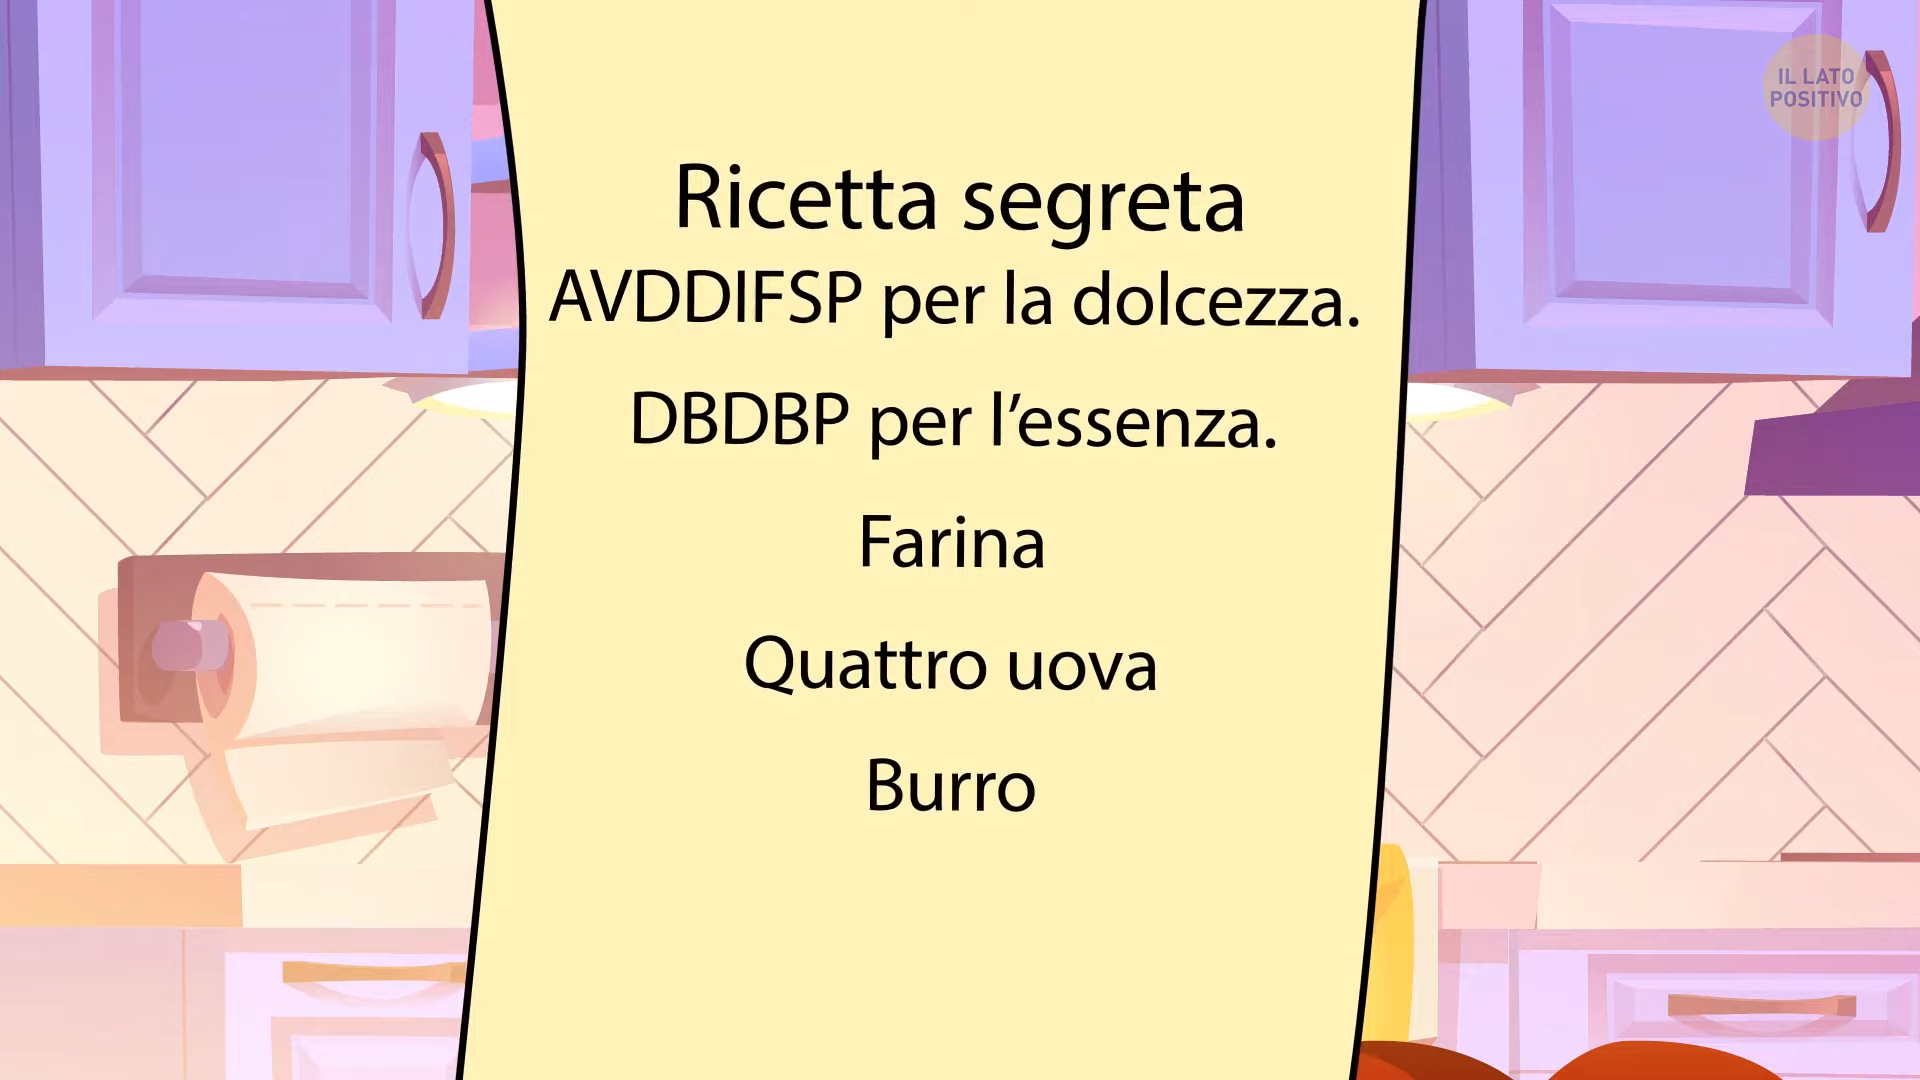 IL LATO
POSITIVO
Ricetta segreta
AVDDIFSP per la dolcezza.
DBDBP per l’essenza.
Farina
Quattro uova
Burro